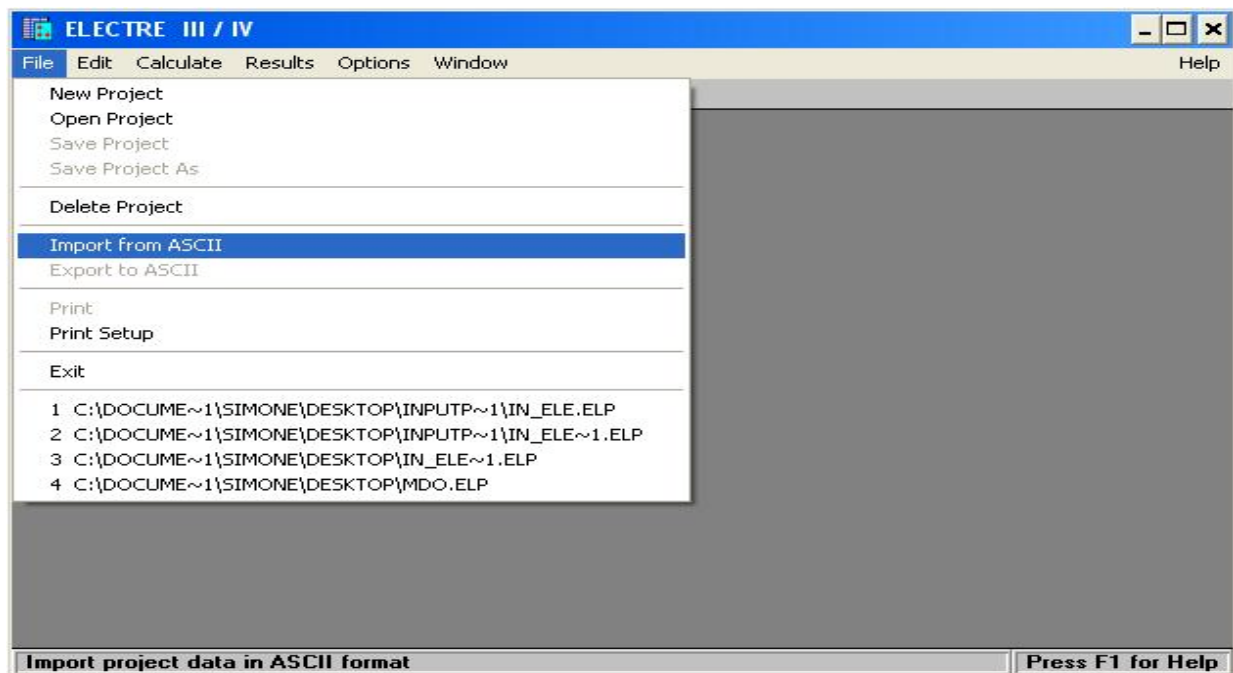 ELECTRE III / IV
File Edit Calculate Results Options Window Help
New Project
Open Project
Save Project
Save Project As
Delete Project
Import from ASCII
Export to ASCII
Print
Print Setup
Exit
1 C:\DOCUME~1\SIMONE\DESKTOP\INPUTP~1\IN_ELE.ELP
2 C:\DOCUME~1\SIMONE\DESKTOP\INPUTP~1\IN_ELE~1.ELP
3 C:\DOCUME~1\SIMONE\DESKTOP\IN_ELE~1.ELP
4 C:\DOCUME~1\SIMONE\DESKTOP\MDO.ELP
Import project data in ASCII format Press F1 for Help